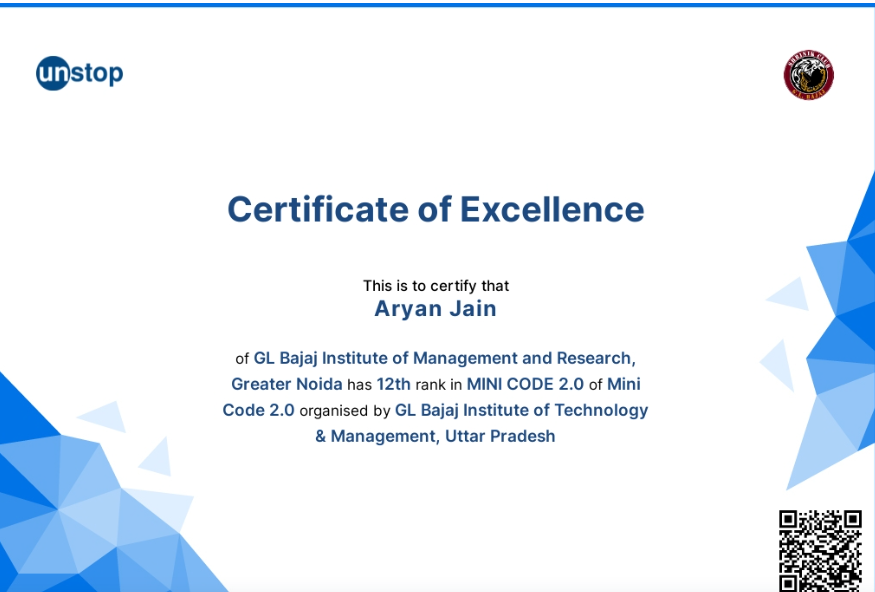 unstop
Certificate of Excellence
This is to certify that
Aryan Jain
of GL Bajaj Institute of Management and Research,
Greater Noida has 12th rank in MINI CODE 2.0 of Mini
Code 2.0 organised by GL Bajaj Institute of Technology
& Management, Uttar Pradesh